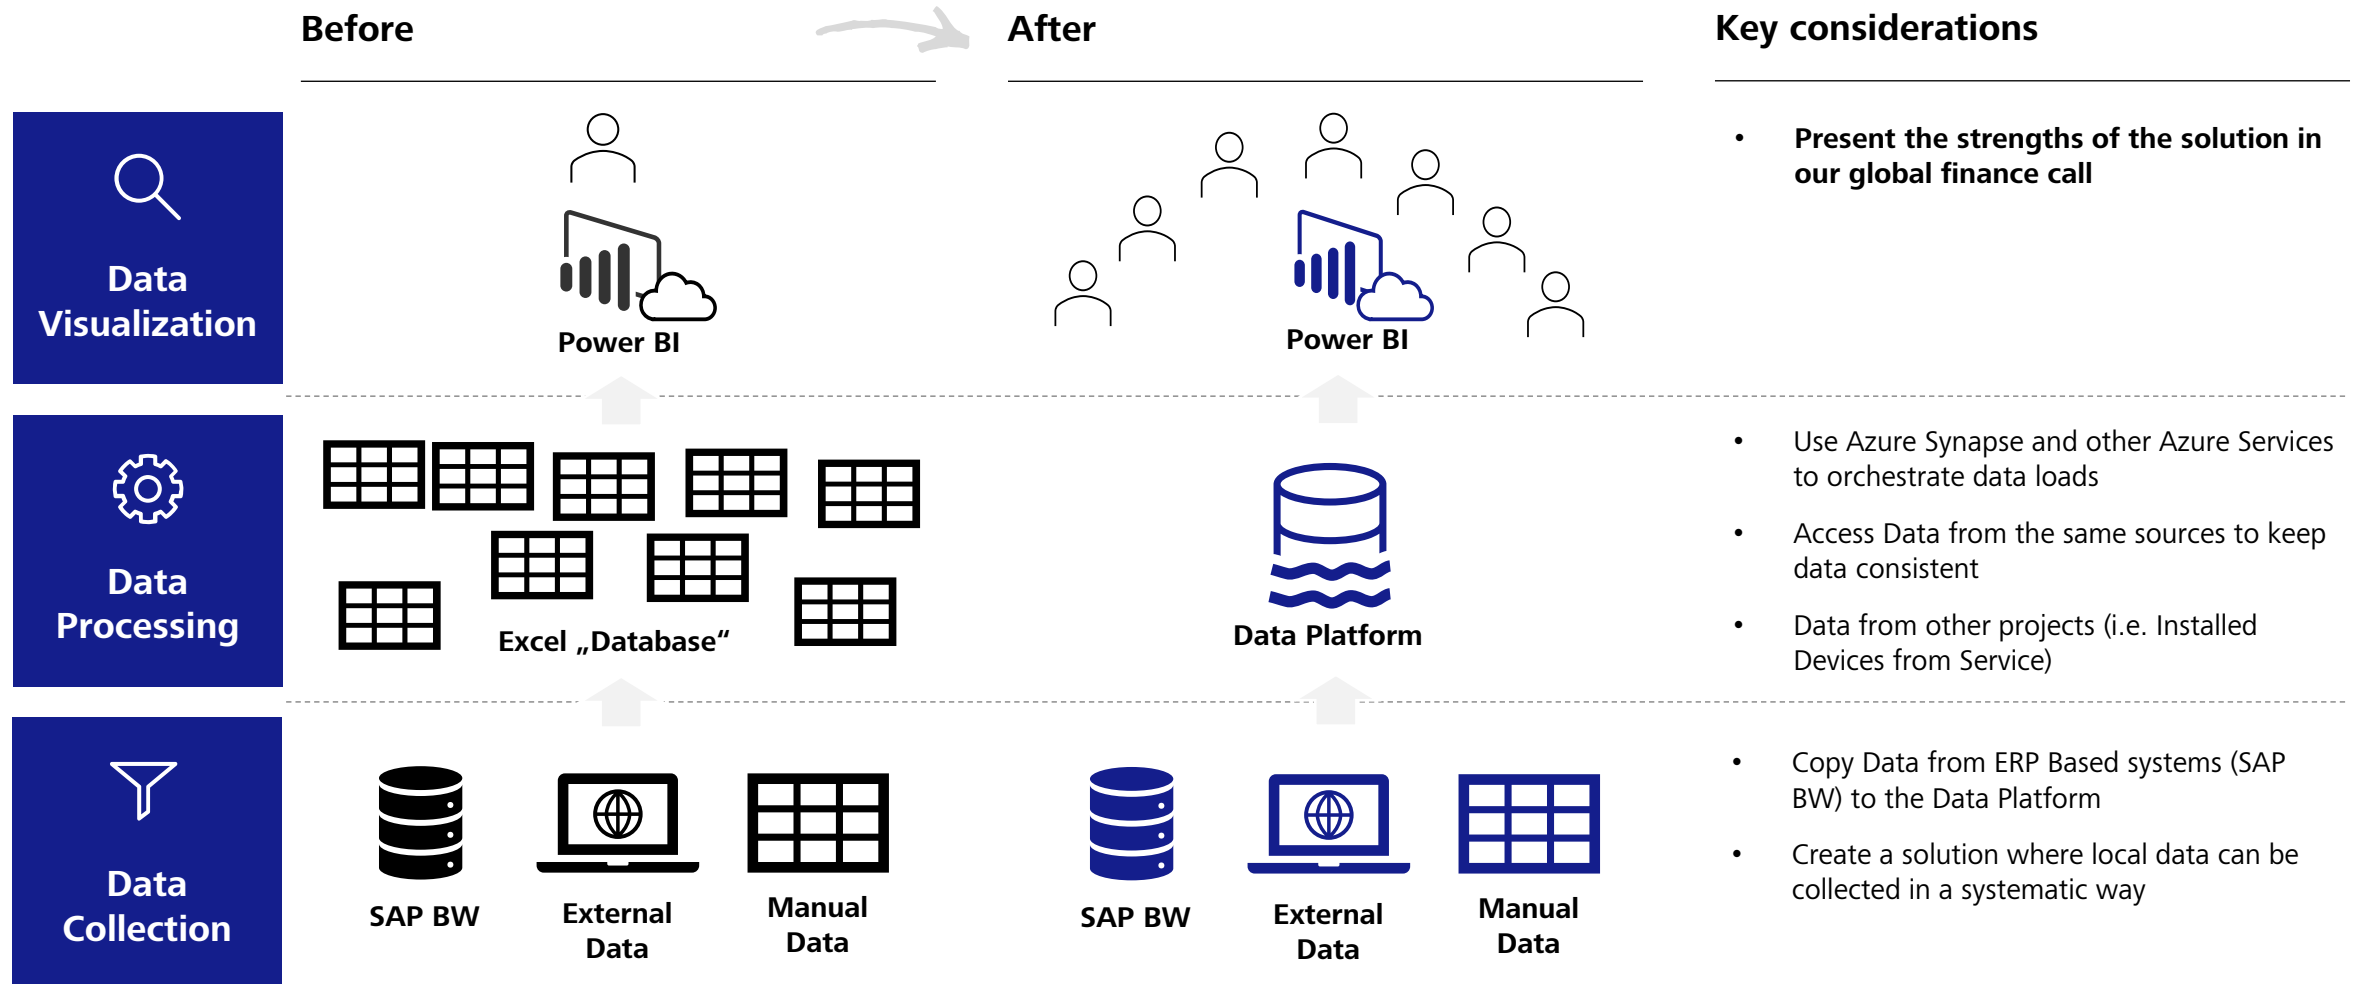 Before
After
Key considerations
Data
Visualization
Power BI
Power BI
• Present the strengths of the solution in
our global finance call
Data
Processing
Excel „Database“
Data Platform
• Use Azure Synapse and other Azure Services
to orchestrate data loads
• Access Data from the same sources to keep
data consistent
• Data from other projects (i.e. Installed
Devices from Service)
Data
Collection
SAP BW
External
Data
Manual
Data
SAP BW
External
Data
Manual
Data
• Copy Data from ERP Based systems (SAP
BW) to the Data Platform
• Create a solution where local data can be
collected in a systematic way